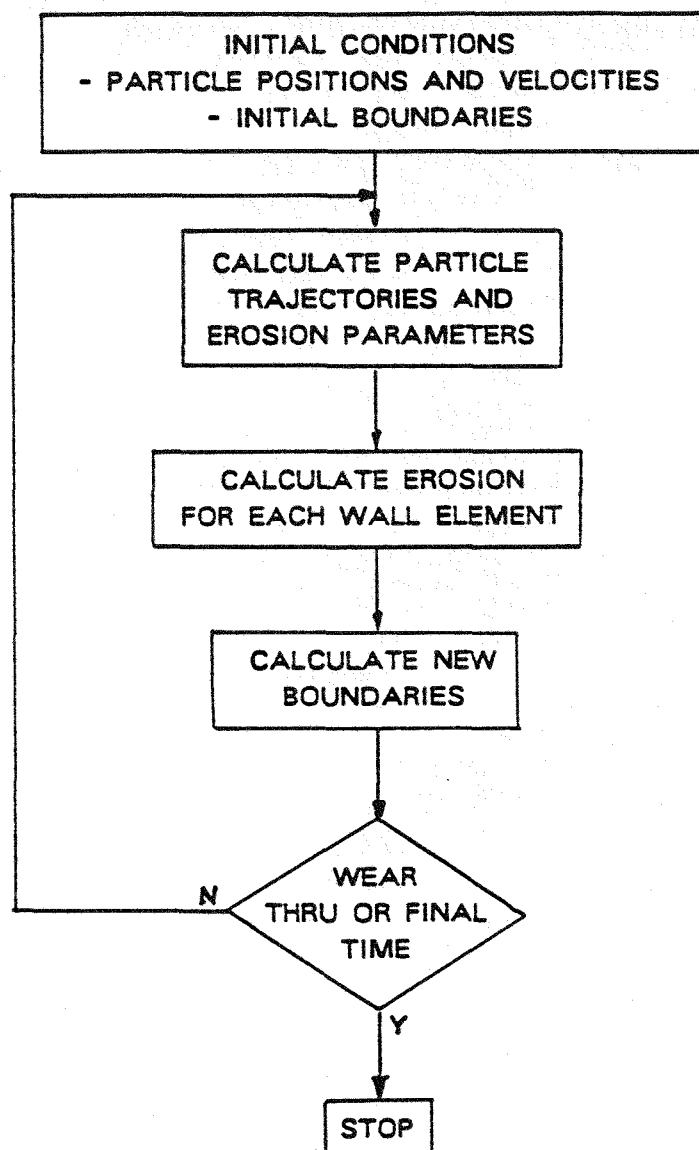 INITIAL CONDITIONS
- PARTICLE POSITIONS AND VELOCITIES
- INITIAL BOUNDARIES
CALCULATE PARTICLE
TRAJECTORIES AND
EROSION PARAMETERS
CALCULATE EROSION
FOR EACH WALL ELEMENT
CALCULATE NEW
BOUNDARIES
N
WEAR
THRU OR FINAL
TIME
Y
STOP